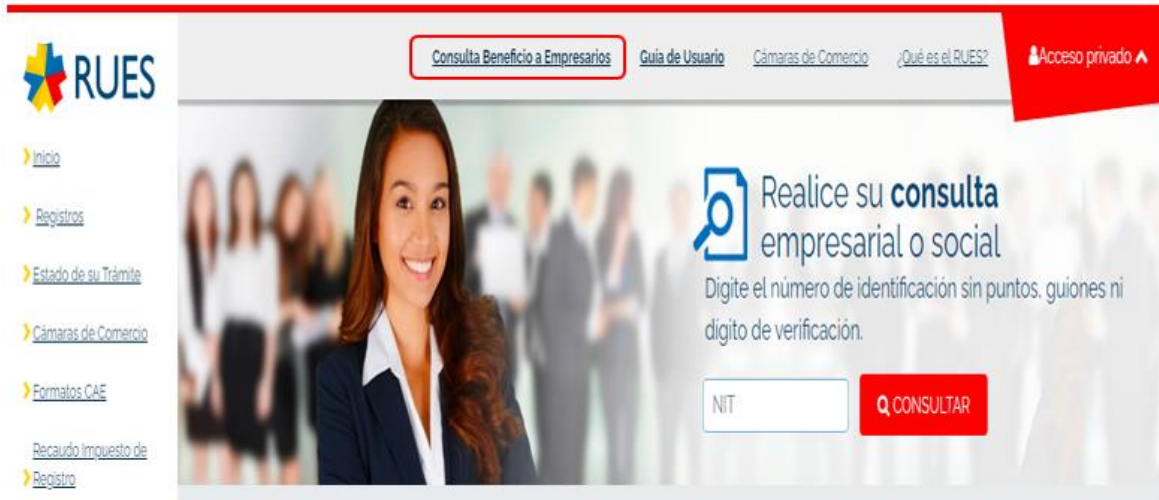 RUES
Consulta Beneficio a Empresarios
Guía de Usuario
Cámaras de Comercio
¿Qué es el RUES?
Acceso privado
Inicio
Registros
Estado de su Trámite
Cámaras de Comercio
Formatos CAE
Recaudo Impuesto de
Registro
Realice su consulta
empresarial o social
Digite el número de identificación sin puntos, guiones ni
dígito de verificación.
NIT
CONSULTAR